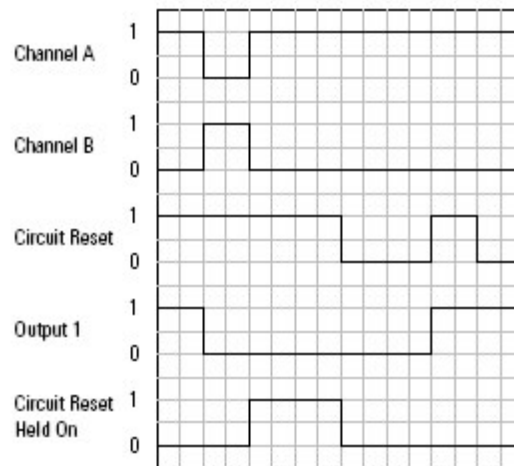 Channel A
1
0
Channel B
1
0
Circuit Reset
1
0
Output 1
1
0
Circuit Reset
Held On
1
0